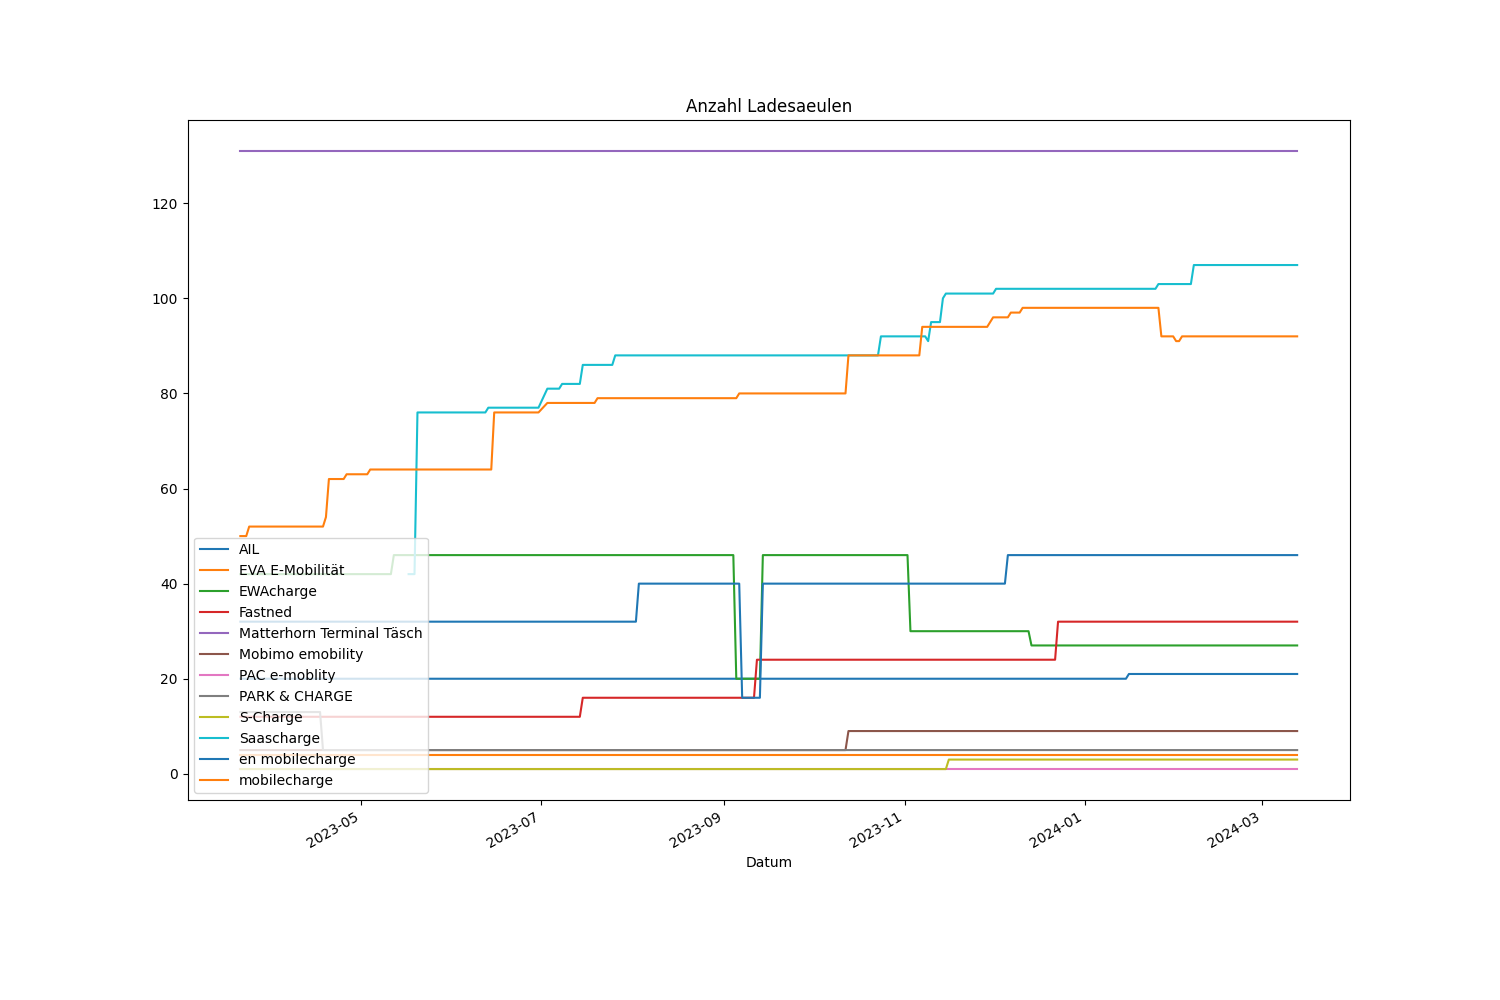 Anzahl Ladesaeulen
120
100
80
60
40
20
0
AIL
EVA E-Mobilität
EWAcharge
Fastned
Matterhorn Terminal Täsch
Mobimo emobility
PAC e-moblity
PARK & CHARGE
S-Charge
Saascharge
en mobilecharge
mobilecharge
2023-05
2023-07
2023-09
2023-11
2024-01
2024-03
Datum